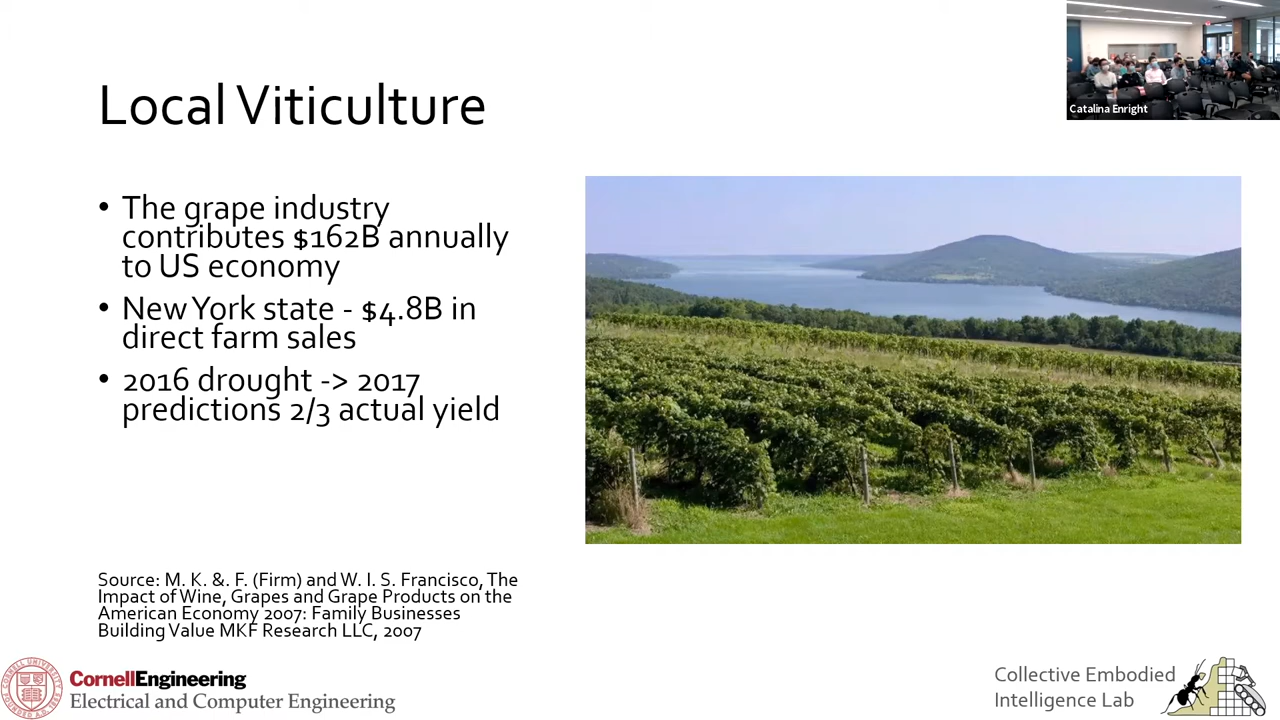 Catalina Enright
Local Viticulture
• The grape industry
contributes $162B annually
to US economy
• New York state - $4.8B in
direct farm sales
• 2016 drought -> 2017
predictions 2/3 actual yield
Source: M. K. &. F. (Firm) and W. I. S. Francisco, The
Impact of Wine, Grapes and Grape Products on the
American Economy 2007: Family Businesses
Building Value MKF Research LLC, 2007
CornellEngineering
Electrical and Computer Engineering
Collective Embodied
Intelligence Lab